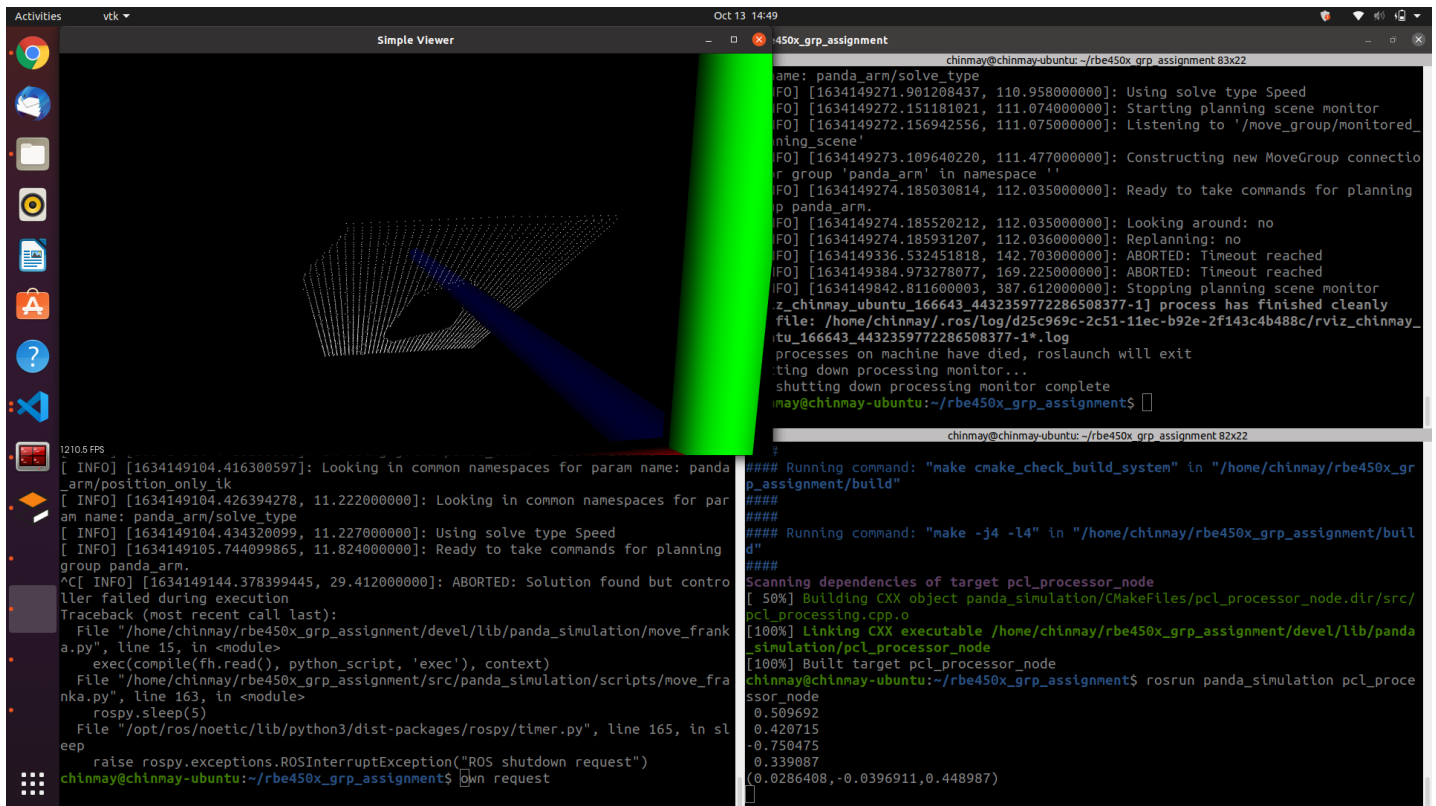 Activities
vtk
Oct 13 14:49
Simple Viewer
e450x_grp_assignment
chinmay@chinmay-ubuntu: ~/rbe450x_grp_assignment 83x22
ame: panda_arm/solve_type
FO] [1634149271.901208437, 110.958000000]: Using solve type Speed
FO] [1634149272.151181021, 111.074000000]: Starting planning scene monitor
FO] [1634149272.156942556, 111.075000000]: Listening to '/move_group/monitored_
ning_scene'
FO] [1634149273.109640220, 111.477000000]: Constructing new MoveGroup connectio
or group 'panda_arm' in namespace ''
FO] [1634149274.185030814, 112.035000000]: Ready to take commands for planning
p panda_arm.
FO] [1634149274.185520212, 112.035000000]: Looking around: no
FO] [1634149274.185931207, 112.036000000]: Replanning: no
FO] [1634149336.532451818, 142.703000000]: ABORTED: Timeout reached
FO] [1634149384.973278077, 169.225000000]: ABORTED: Timeout reached
FO] [1634149842.811600003, 387.612000000]: Stopping planning scene monitor
z_chinmay_ubuntu_166643_4432359772286508377-1] process has finished cleanly
file: /home/chinmay/.ros/log/d25c969c-2c51-11ec-b92e-2f143c4b488c/rviz_chinmay_
tu_166643_4432359772286508377-1*.log
processes on machine have died, roslaunch will exit
ting down processing monitor...
shutting down processing monitor complete
may@chinmay-ubuntu:~/rbe450x_grp_assignment$
1210.5 FPS
[ INFO] [1634149104.416300597]: Looking in common namespaces for param name: panda
_arm/position_only_ik
[ INFO] [1634149104.426394278, 11.222000000]: Looking in common namespaces for par
am name: panda_arm/solve_type
[ INFO] [1634149104.434320099, 11.227000000]: Using solve type Speed
[ INFO] [1634149105.744099865, 11.824000000]: Ready to take commands for planning
group panda_arm.
^C[ INFO] [1634149144.378399445, 29.412000000]: ABORTED: Solution found but contro
ller failed during execution
Traceback (most recent call last):
File "/home/chinmay/rbe450x_grp_assignment/devel/lib/panda_simulation/move_frank
a.py", line 15, in <module>
exec(compile(fh.read(), python_script, 'exec'), context)
File "/home/chinmay/rbe450x_grp_assignment/src/panda_simulation/scripts/move_fra
nka.py", line 163, in <module>
rospy.sleep(5)
File "/opt/ros/noetic/lib/python3/dist-packages/rospy/timer.py", line 165, in sl
eep
raise rospy.exceptions.ROSInterruptException("ROS shutdown request")
chinmay@chinmay-ubuntu:~/rbe450x_grp_assignment$ own request
chinmay@chinmay-ubuntu: ~/rbe450x_grp_assignment 82x22
#
#### Running command: "make cmake_check_build_system" in "/home/chinmay/rbe450x_gr
p_assignment/build"
####
####
#### Running command: "make -j4 -l4" in "/home/chinmay/rbe450x_grp_assignment/buil
d"
####
Scanning dependencies of target pcl_processor_node
[ 50%] Building CXX object panda_simulation/CMakeFiles/pcl_processor_node.dir/src/
pcl_processing.cpp.o
[100%] Linking CXX executable /home/chinmay/rbe450x_grp_assignment/devel/lib/panda
_simulation/pcl_processor_node
[100%] Built target pcl_processor_node
chinmay@chinmay-ubuntu:~/rbe450x_grp_assignment$ rosrun panda_simulation pcl_proce
ssor_node
0.509692
0.420715
-0.750475
0.339087
(0.0286408,-0.0396911,0.448987)